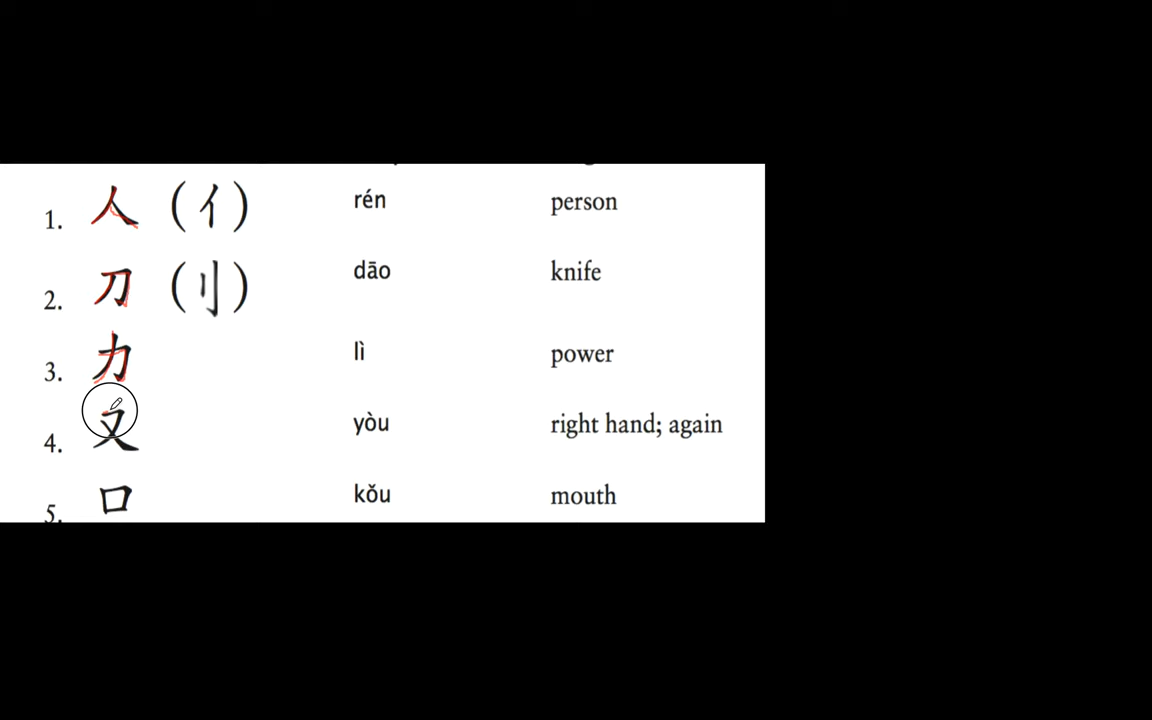 1. 人 (亻) rén person
2. 刀 (刂) dāo knife
3. 力 lì power
4. 又 yòu right hand; again
5. 口 kǒu mouth